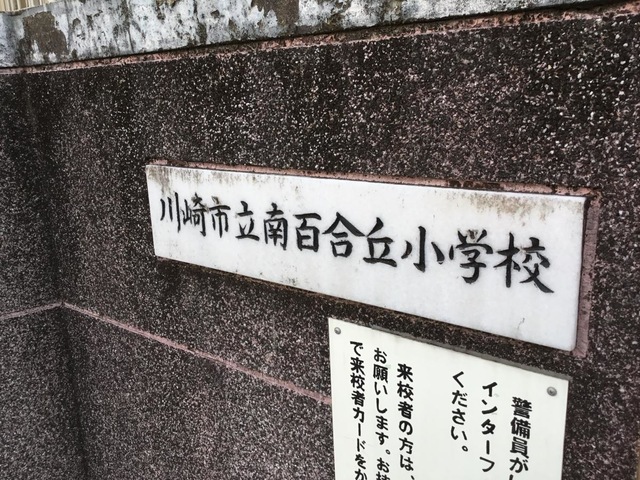 川崎市立南百合丘小学校
警備員が
インターフ
ください。
来校者の方は、
お願いします。お
で来校者カードをか